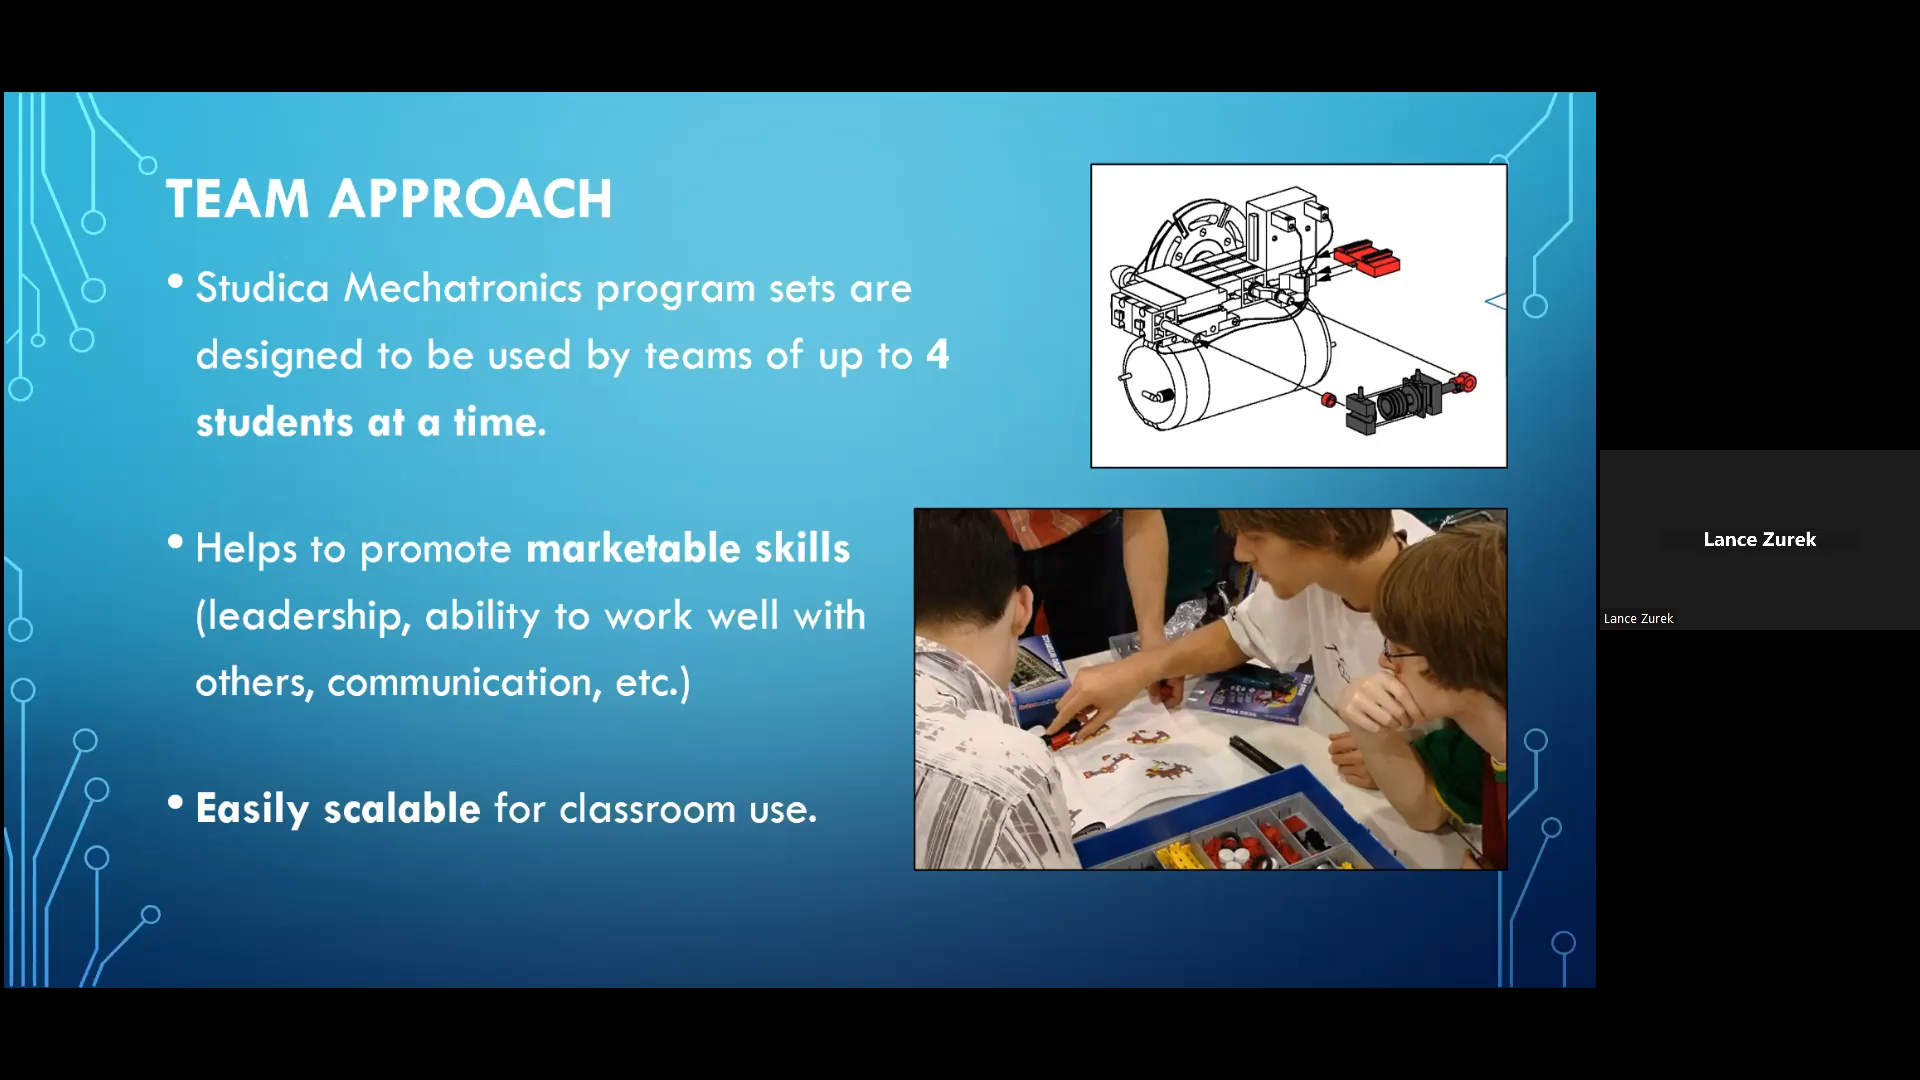 TEAM APPROACH
• Studica Mechatronics program sets are
designed to be used by teams of up to 4
students at a time.
• Helps to promote marketable skills
(leadership, ability to work well with
others, communication, etc.)
• Easily scalable for classroom use.
Lance Zurek
Lance Zurek